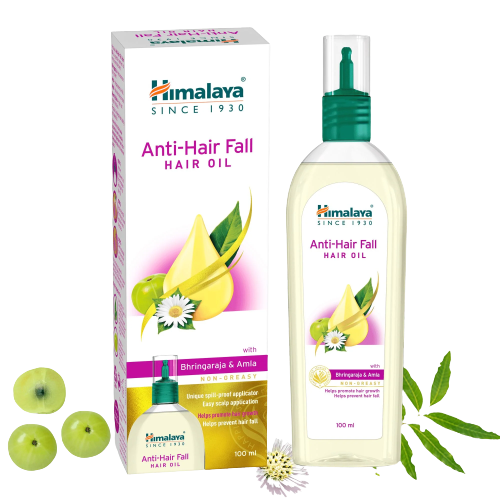 Himalaya®
SINCE 1930
Anti-Hair Fall
HAIR OIL
with
Bhringaraja & Amla
NON-GREASY
Unique spill-proof applicator
Easy scalp application
Helps promote hair growth
Helps prevent hair fall
Himalaya
SINCE 1930
Anti-Hair Fall
HAIR OIL
100 ml
Himalaya
SINCE 1930
Anti-Hair Fall
HAIR OIL
with
Bhringaraja & Amla
NON-GREASY
Helps promote hair growth
Helps prevent hair fall
100 ml